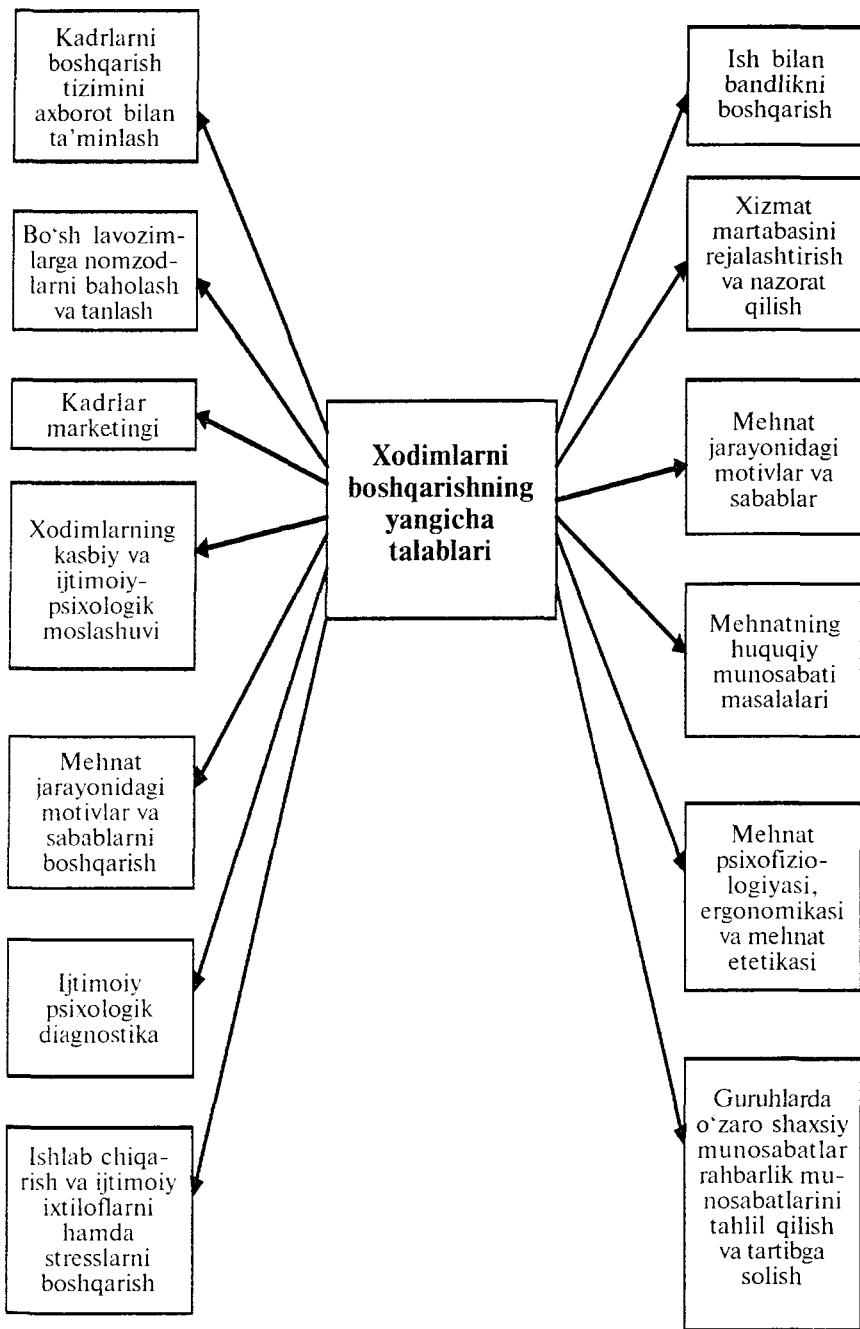 Kadrlarni
boshqarish
tizimini
axborot bilan
ta'minlash
Bo‘sh lavozim-
larga nomzod-
larni baholash
va tanlash
Kadrlar
marketingi
Xodimlarning
kasbiy va
ijtimoiy-
psixologik
moslashuvi
Mehnat
jarayonidagi
motivlar va
sabablarni
boshqarish
Ijtimoiy
psixologik
diagnostika
Ishlab chiqa-
rish va ijtimoiy
ixtiloflarni
hamda
stresslarni
boshqarish
Xodimlarni
boshqarishning
yangicha
talablari
Ish bilan
bandlikni
boshqarish
Xizmat
martabasini
rejalashtirish
va nazorat
qilish
Mehnat
jarayonidagi
motivlar va
sabablar
Mehnatning
huquqiy
munosabati
masalalari
Mehnat
psixofizio-
logiyasi,
ergonomikasi
va mehnat
etetikasi
Guruhlarda
o‘zaro shaxsiy
munosabatlar
rahbarlik mu-
nosabatlarini
tahlil qilish
va tartibga
solish